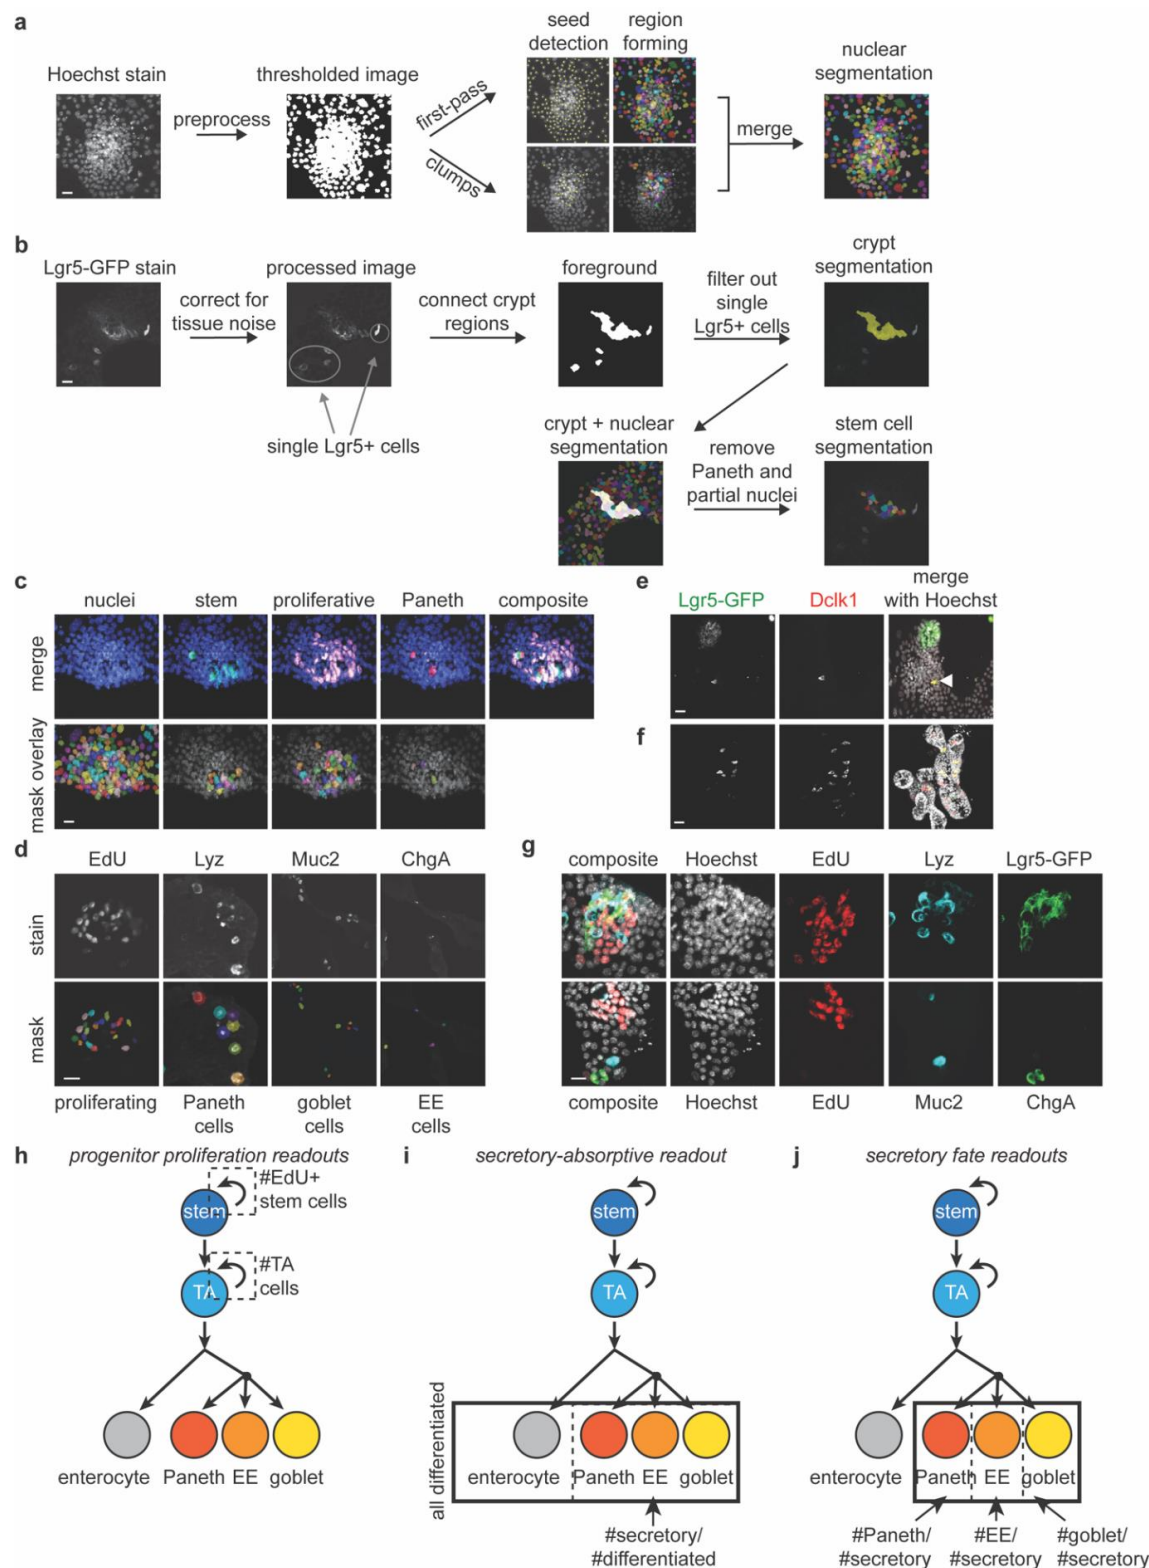 a
seed
detection
region
forming
Hoechst stain
thresholded image
nuclear
segmentation
preprocess
first-pass
clumps
merge
b
Lgr5-GFP stain
processed image
foreground
crypt
segmentation
correct for
tissue noise
connect crypt
regions
filter out
single
Lgr5+ cells
single Lgr5+ cells
crypt + nuclear
segmentation
remove
Paneth and
partial nuclei
stem cell
segmentation
c
nuclei
stem
proliferative
Paneth
composite
merge
mask overlay
e
Lgr5-GFP
Dclk1
merge
with Hoechst
f
d
EdU
Lyz
Muc2
ChgA
stain
mask
proliferating
Paneth
cells
goblet
cells
EE
cells
g
composite
Hoechst
EdU
Lyz
Lgr5-GFP
composite
Hoechst
EdU
Muc2
ChgA
h
progenitor proliferation readouts
#EdU+
stem cells
stem
#TA
cells
TA
enterocyte
Paneth
EE
goblet
i
secretory-absorptive readout
stem
TA
all differentiated
enterocyte
Paneth
EE
goblet
#secretory/
#differentiated
j
secretory fate readouts
stem
TA
enterocyte
Paneth
EE
goblet
#Paneth/
#secretory
#EE/
#secretory
#goblet/
#secretory